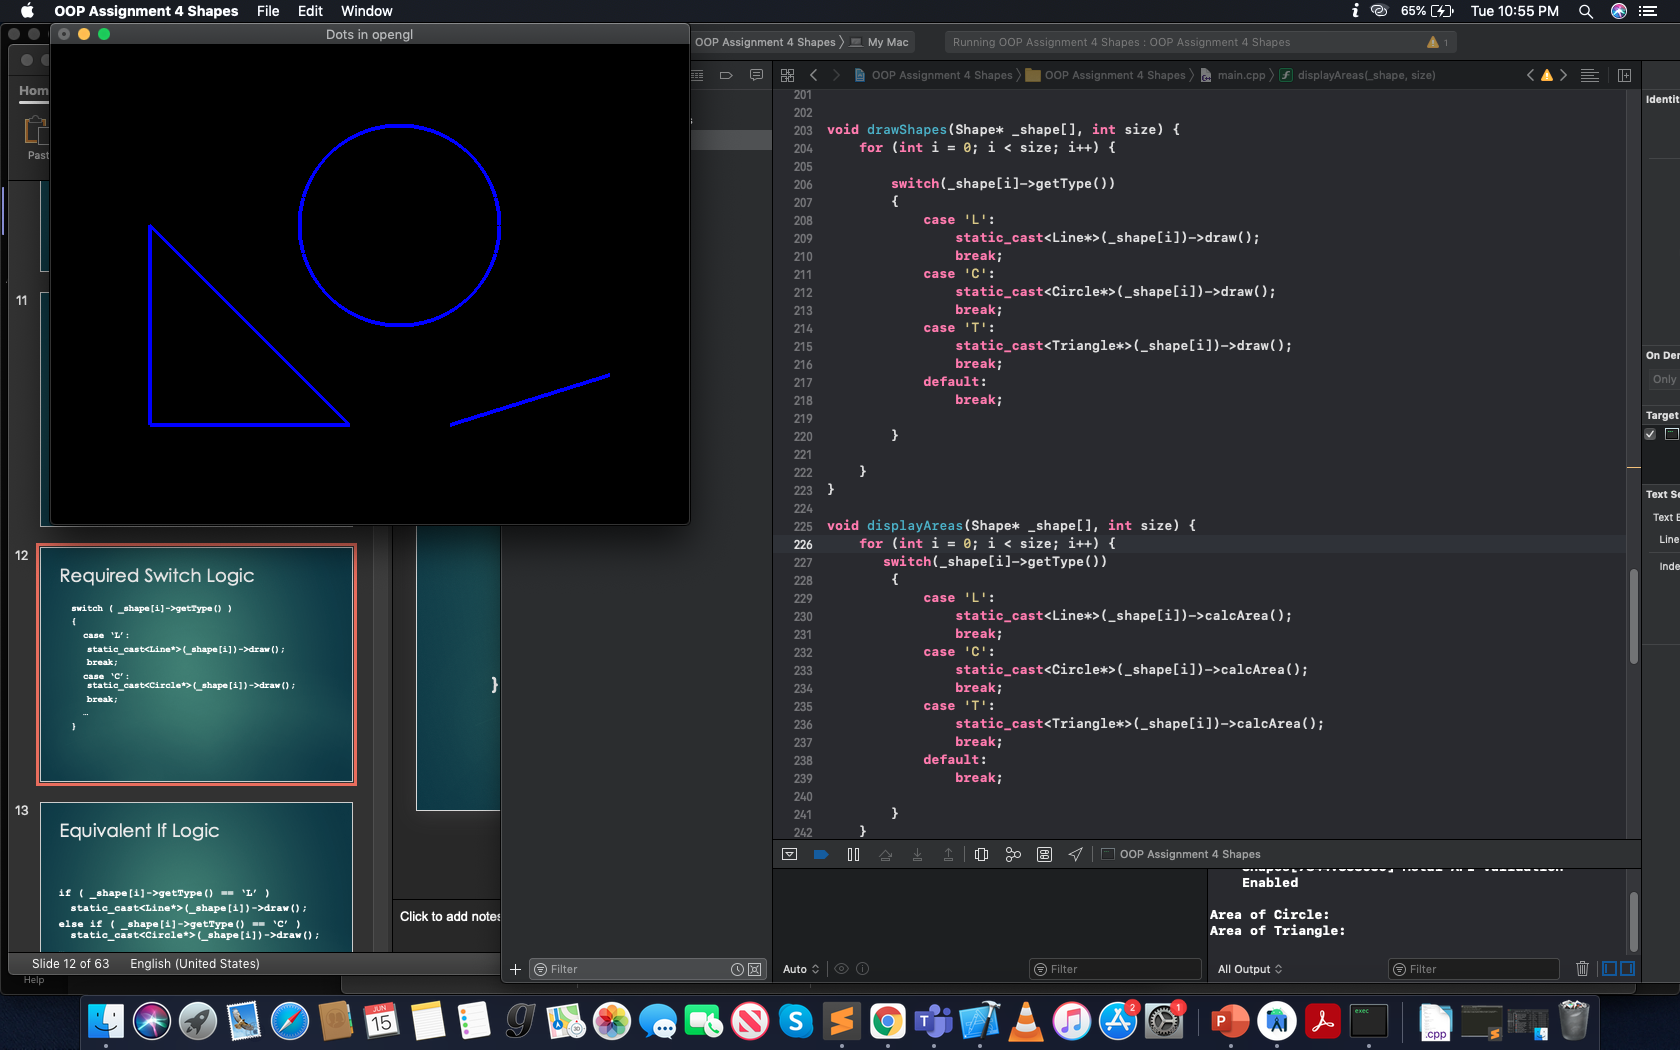 OOP Assignment 4 Shapes File Edit Window
65% Tue 10:55 PM
Dots in opengl
OOP Assignment 4 Shapes My Mac
Running OOP Assignment 4 Shapes : OOP Assignment 4 Shapes
1
OOP Assignment 4 Shapes OOP Assignment 4 Shapes main.cpp displayAreas(_shape, size)
201
202
203 void drawShapes(Shape* _shape[], int size) {
204 for (int i = 0; i < size; i++) {
205
206 switch(_shape[i]->getType())
207 {
208 case 'L':
209 static_cast<Line*>(_shape[i])->draw();
210 break;
211 case 'C':
212 static_cast<Circle*>(_shape[i])->draw();
213 break;
214 case 'T':
215 static_cast<Triangle*>(_shape[i])->draw();
216 break;
217 default:
218 break;
219
220 }
221
222 }
223 }
224
225 void displayAreas(Shape* _shape[], int size) {
226 for (int i = 0; i < size; i++) {
227 switch(_shape[i]->getType())
228 {
229 case 'L':
230 static_cast<Line*>(_shape[i])->calcArea();
231 break;
232 case 'C':
233 static_cast<Circle*>(_shape[i])->calcArea();
234 break;
235 case 'T':
236 static_cast<Triangle*>(_shape[i])->calcArea();
237 break;
238 default:
239 break;
240
241 }
242 }
OOP Assignment 4 Shapes
Enabled
Area of Circle:
Area of Triangle:
Auto
Filter
All Output
Filter
Identit
On Der
Only
Target
Text Se
Text E
Line
Inde
Hom
Past
11
12
Required Switch Logic
switch ( _shape[i]->getType() )
{
case ‘L’:
static_cast<Line*>(_shape[i])->draw();
break;
case ‘C’:
static_cast<Circle*>(_shape[i])->draw();
break;
…
}
13
Equivalent If Logic
if ( _shape[i]->getType() == ‘L’ )
static_cast<Line*>(_shape[i])->draw();
else if ( _shape[i]->getType() == ‘C’ )
static_cast<Circle*>(_shape[i])->draw();
}
Click to add notes
Slide 12 of 63 English (United States)
Help
Filter
JUN
15
2
1
exec
.cpp